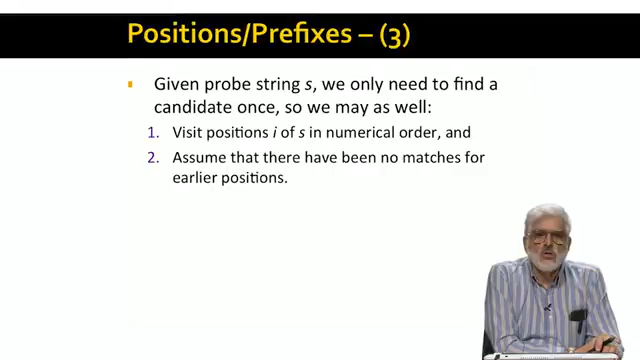 Positions/Prefixes – (3)
Given probe string s, we only need to find a
candidate once, so we may as well:
1. Visit positions i of s in numerical order, and
2. Assume that there have been no matches for
earlier positions.